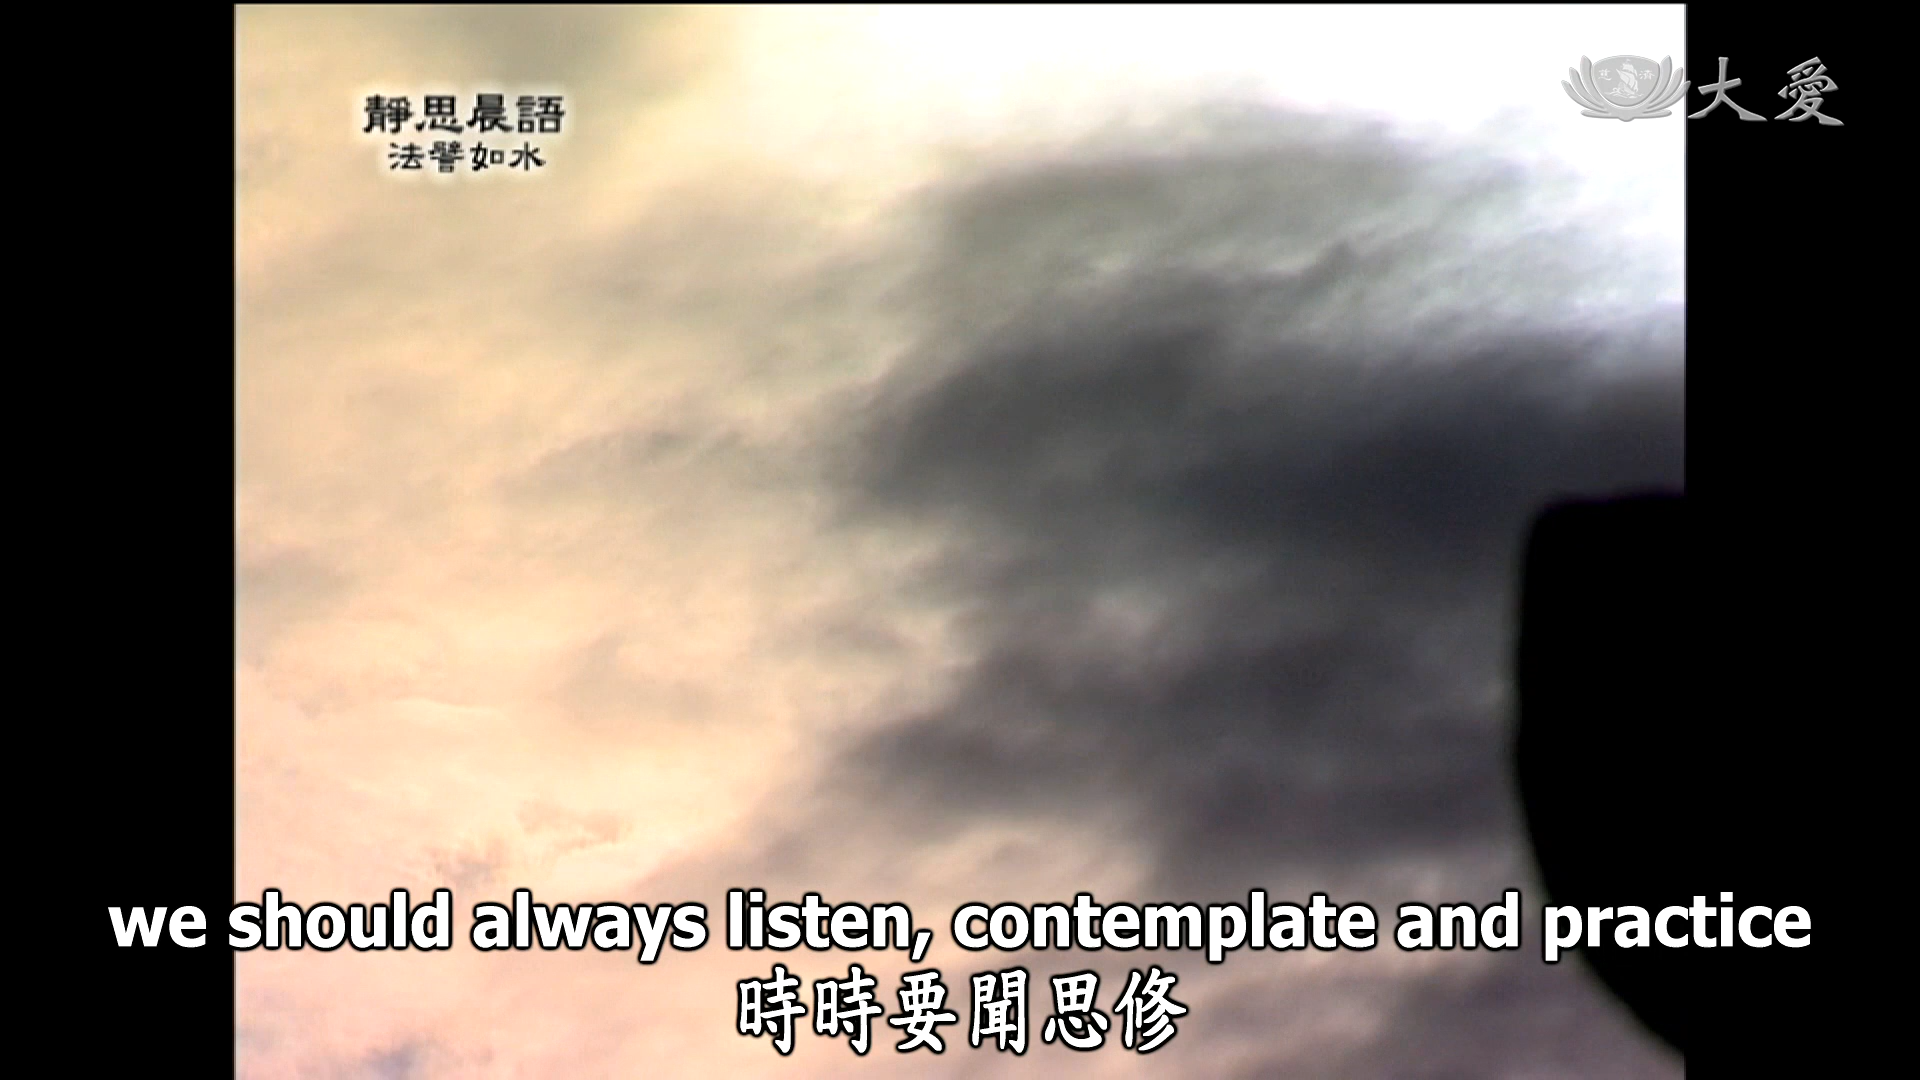 靜思晨語
法譬如水
大愛
we should always listen, contemplate and practice
時時要聞思修